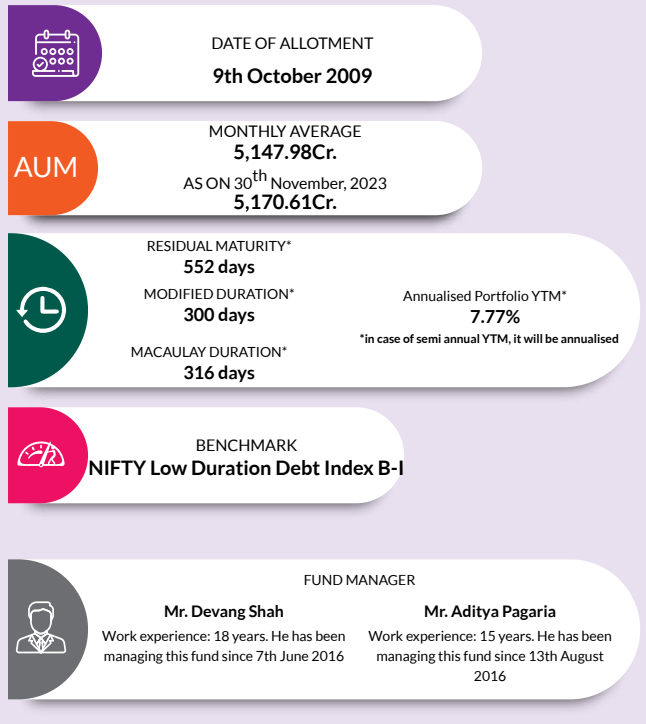 DATE OF ALLOTMENT
9th October 2009
AUM
MONTHLY AVERAGE
5,147.98Cr.
AS ON 30th November, 2023
5,170.61Cr.
RESIDUAL MATURITY*
552 days
MODIFIED DURATION*
300 days
MACAULAY DURATION*
316 days
Annualised Portfolio YTM*
7.77%
*in case of semi annual YTM, it will be annualised
BENCHMARK
NIFTY Low Duration Debt Index B-I
FUND MANAGER
Mr. Devang Shah
Work experience: 18 years. He has been
managing this fund since 7th June 2016
Mr. Aditya Pagaria
Work experience: 15 years. He has been
managing this fund since 13th August
2016